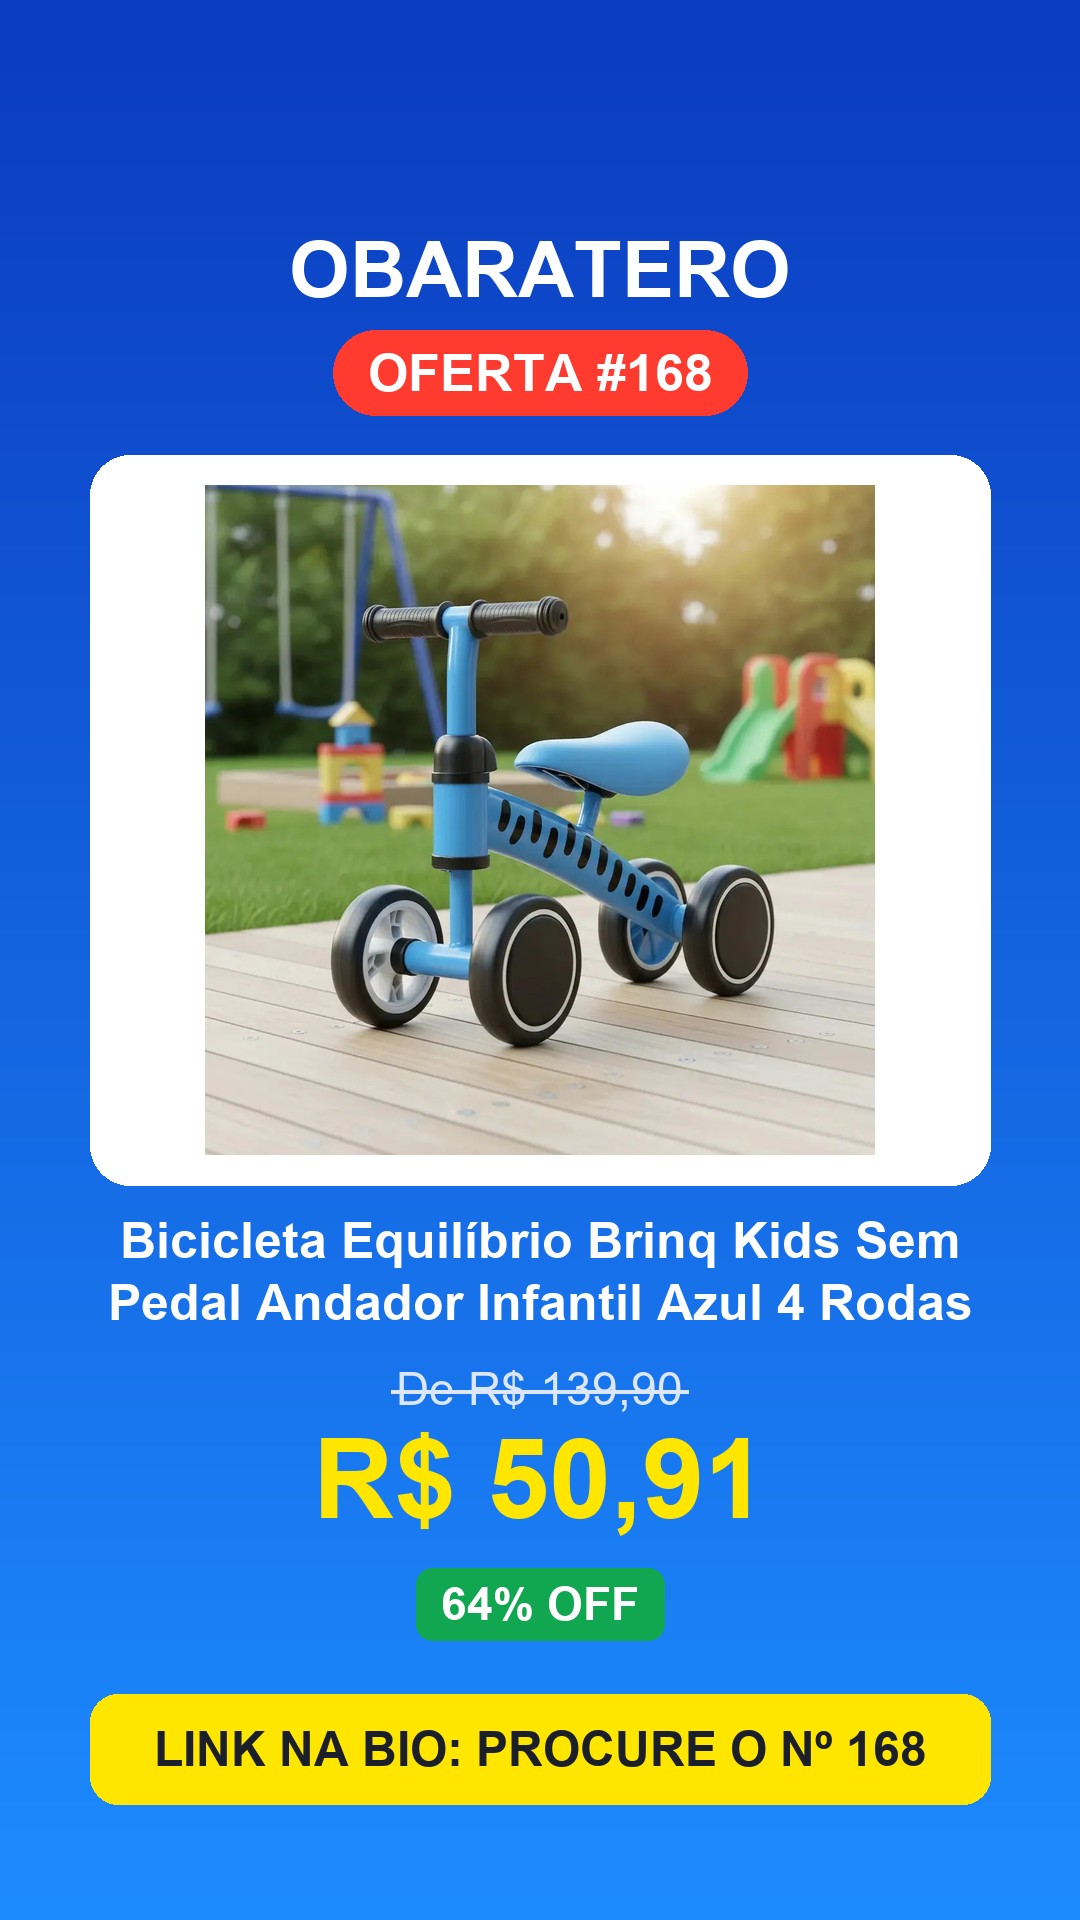 OBARATERO
OFERTA #168
Bicicleta Equilíbrio Brinq Kids Sem
Pedal Andador Infantil Azul 4 Rodas
De R$ 139,90
R$ 50,91
64% OFF
LINK NA BIO: PROCURE O Nº 168